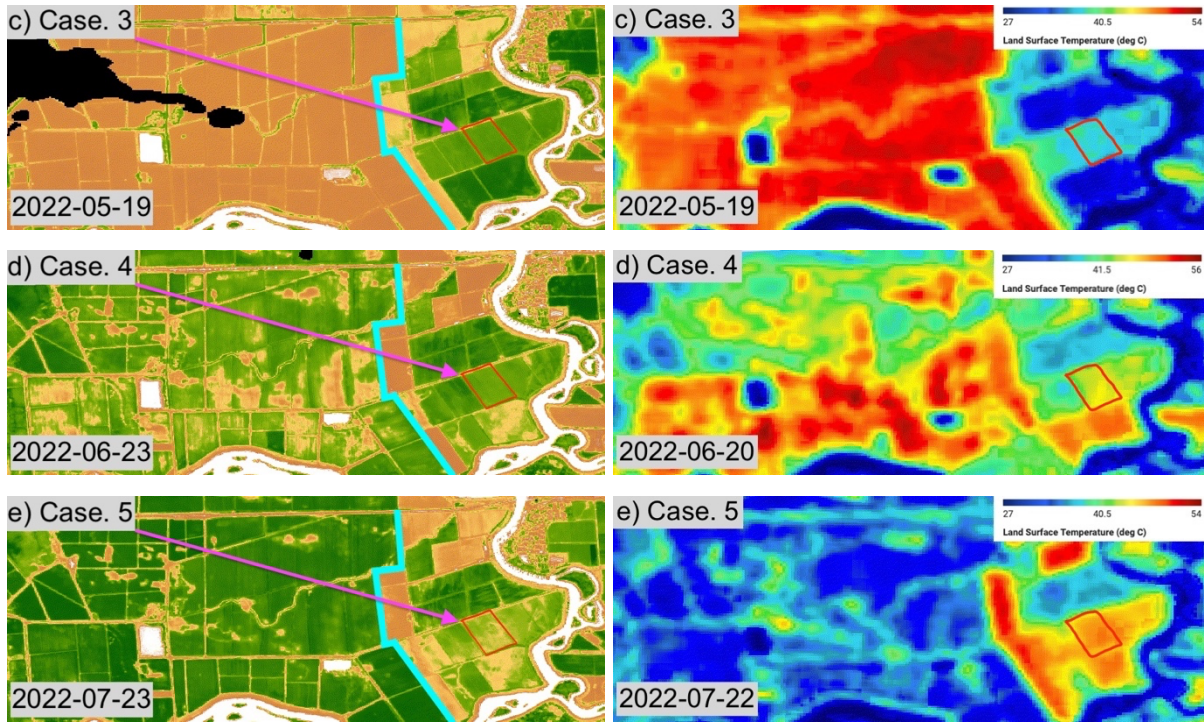 c) Case. 3
2022-05-19
c) Case. 3
27 40.5 54
Land Surface Temperature (deg C)
2022-05-19
d) Case. 4
2022-06-23
d) Case. 4
27 41.5 56
Land Surface Temperature (deg C)
2022-06-20
e) Case. 5
2022-07-23
e) Case. 5
27 40.5 54
Land Surface Temperature (deg C)
2022-07-22